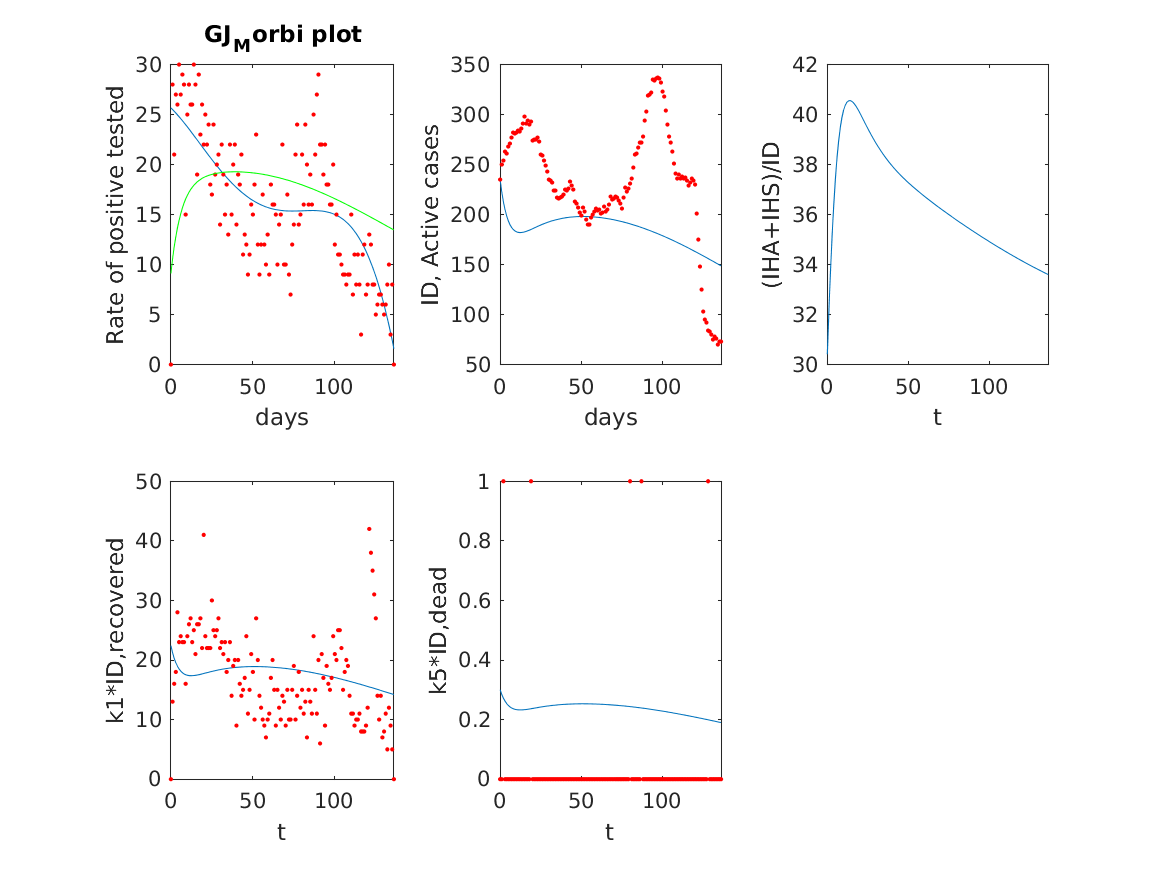 GJMorbi plot
Rate of positive tested
30
25
20
15
10
5
0
0 50 100
days
ID, Active cases
350
300
250
200
150
100
50
0 50 100
days
(IHA+IHS)/ID
42
40
38
36
34
32
30
0 50 100
t
k1*ID,recovered
50
40
30
20
10
0
0 50 100
t
k5*ID,dead
1
0.8
0.6
0.4
0.2
0
0 50 100
t